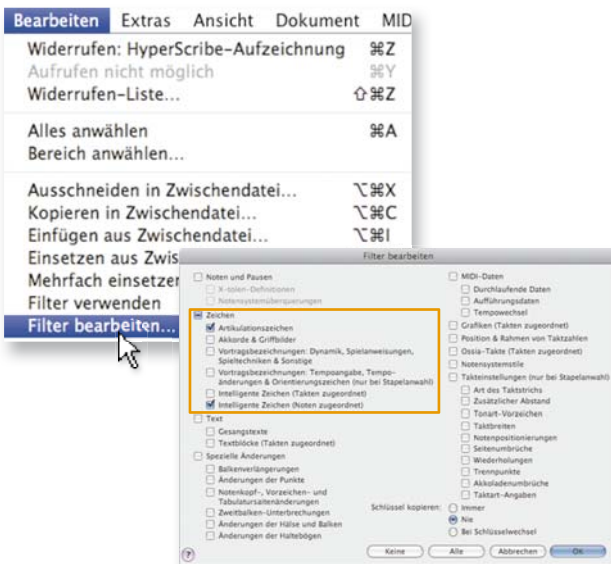 Bearbeiten Extras Ansicht Dokument MID
Widerrufen: HyperScribe-Aufzeichnung ⌘Z
Aufrufen nicht möglich ⌘Y
Widerrufen-Liste... ⇧⌘Z
Alles anwählen ⌘A
Bereich anwählen...
Ausschneiden in Zwischendatei... ⌥⌘X
Kopieren in Zwischendatei... ⌥⌘C
Einfügen aus Zwischendatei... ⌥⌘I
Einsetzen aus Zwis
Mehrfach einsetzen
Filter verwenden
Filter bearbeiten...
Filter bearbeiten
Noten und Pausen
X-tolen-Definitionen
Notensystemüberquerungen
Zeichen
Artikulationszeichen
Akkorde & Griffbilder
Vortragsbezeichnungen: Dynamik, Spielanweisungen,
Spieltechniken & Sonstige
Vortragsbezeichnungen: Tempoangabe, Tempo-
änderungen & Orientierungszeichen (nur bei Stapelanwahl)
Intelligente Zeichen (Takten zugeordnet)
Intelligente Zeichen (Noten zugeordnet)
Text
Gesangstexte
Textblöcke (Takten zugeordnet)
Spezielle Änderungen
Balkenverlängerungen
Änderungen der Punkte
Notenkopf-, Vorzeichen- und
Tabulatursaitenänderungen
Zweitbalken-Unterbrechungen
Änderungen der Hälse und Balken
Änderungen der Haltebögen
MIDI-Daten
Durchlaufende Daten
Aufführungsdaten
Tempowechsel
Grafiken (Takten zugeordnet)
Position & Rahmen von Taktzahlen
Ossia-Takte (Takten zugeordnet)
Notensystemstile
Takteinstellungen (nur bei Stapelanwahl)
Art des Taktstrichs
Zusätzlicher Abstand
Tonart-Vorzeichen
Taktbreiten
Notenpositionierungen
Seitenumbrüche
Wiederholungen
Trennpunkte
Akkoladenumbrüche
Taktart-Angaben
Schlüssel kopieren: Immer
Nie
Bei Schlüsselwechsel
? Keine Alle Abbrechen OK